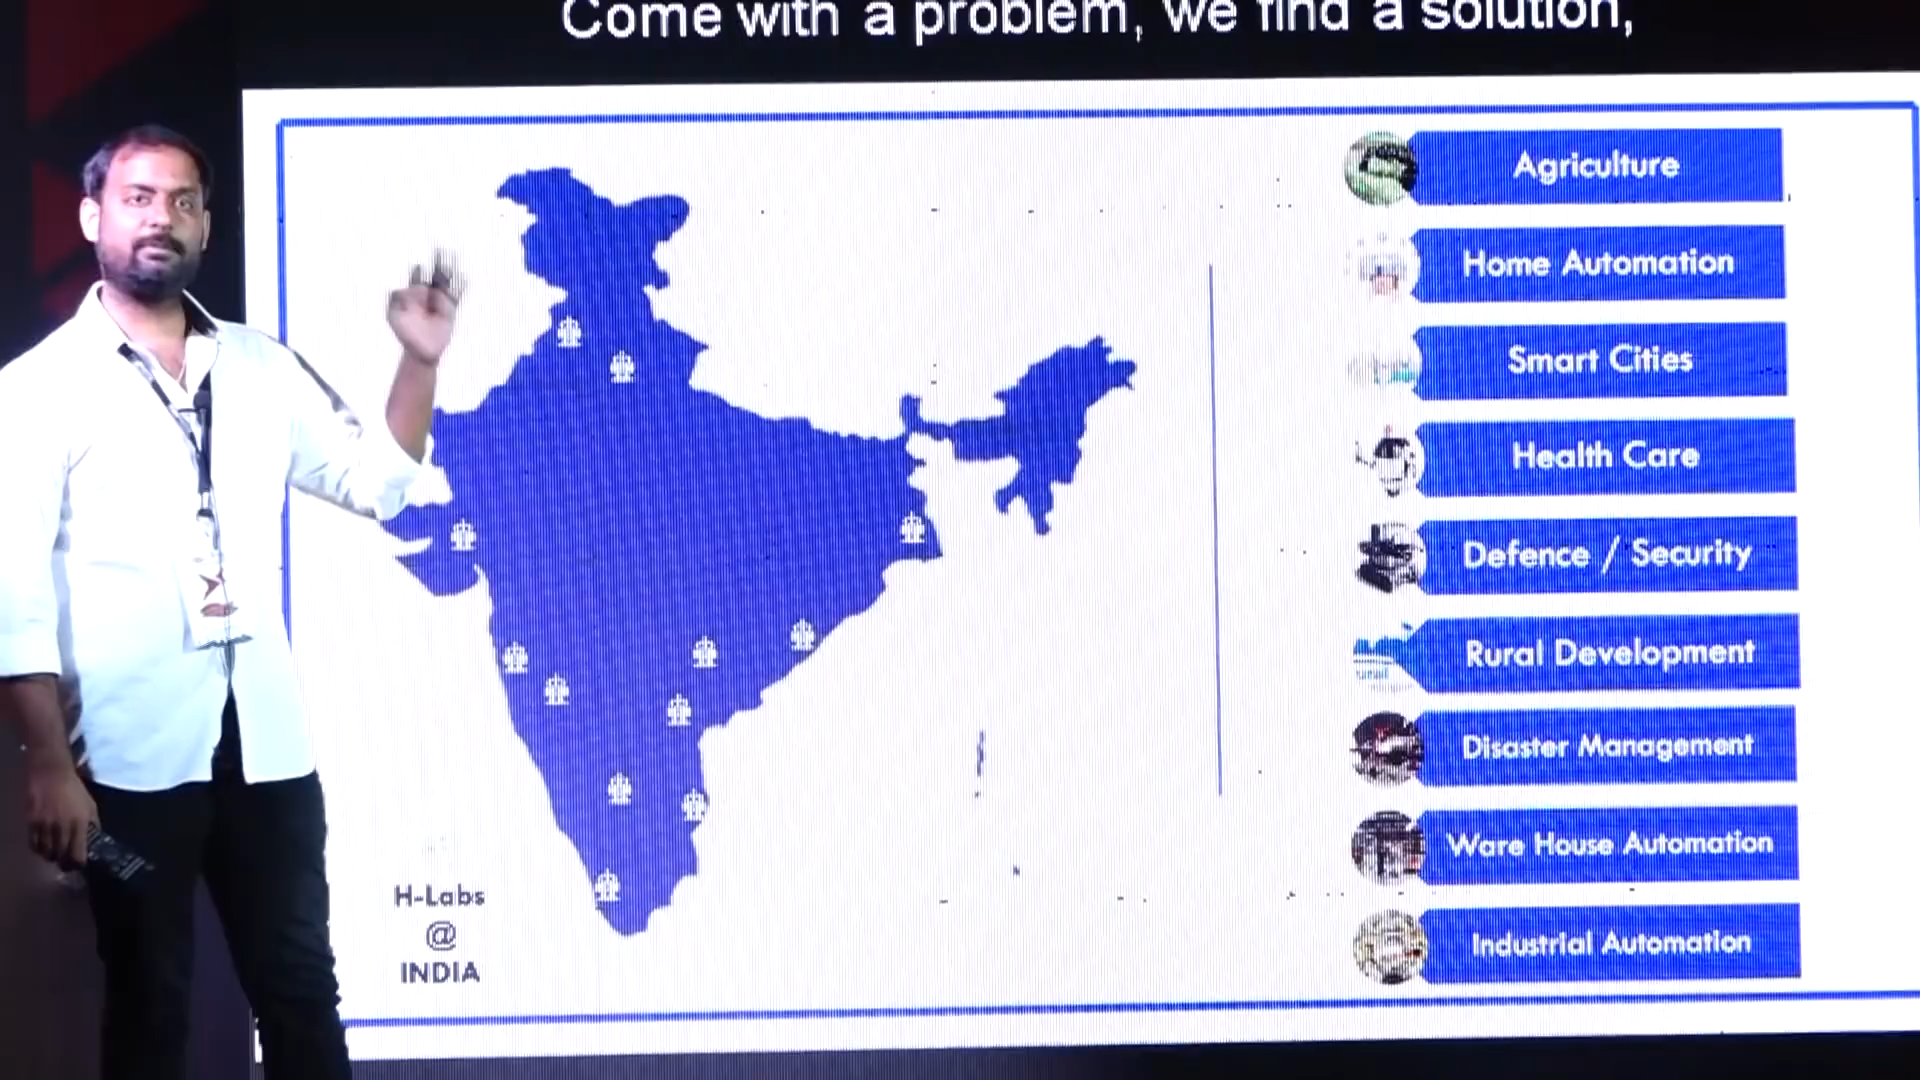 Come with a problem, we find a solution,
Agriculture
Home Automation
Smart Cities
Health Care
Defence / Security
Rural Development
Disaster Management
Ware House Automation
Industrial Automation
H-Labs
@
INDIA